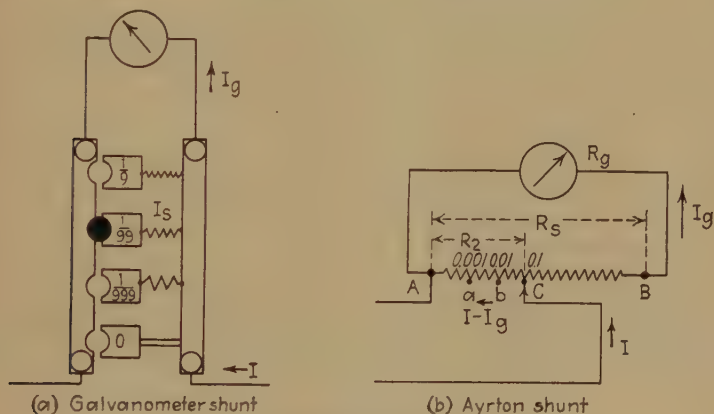 I_g
1/9
I_s
1/99
1/999
0
I
(a) Galvanometer shunt
R_g
I_g
R_s
R_2
0.001 0.01 0.1
A a b C B
I-I_g
I
(b) Ayrton shunt